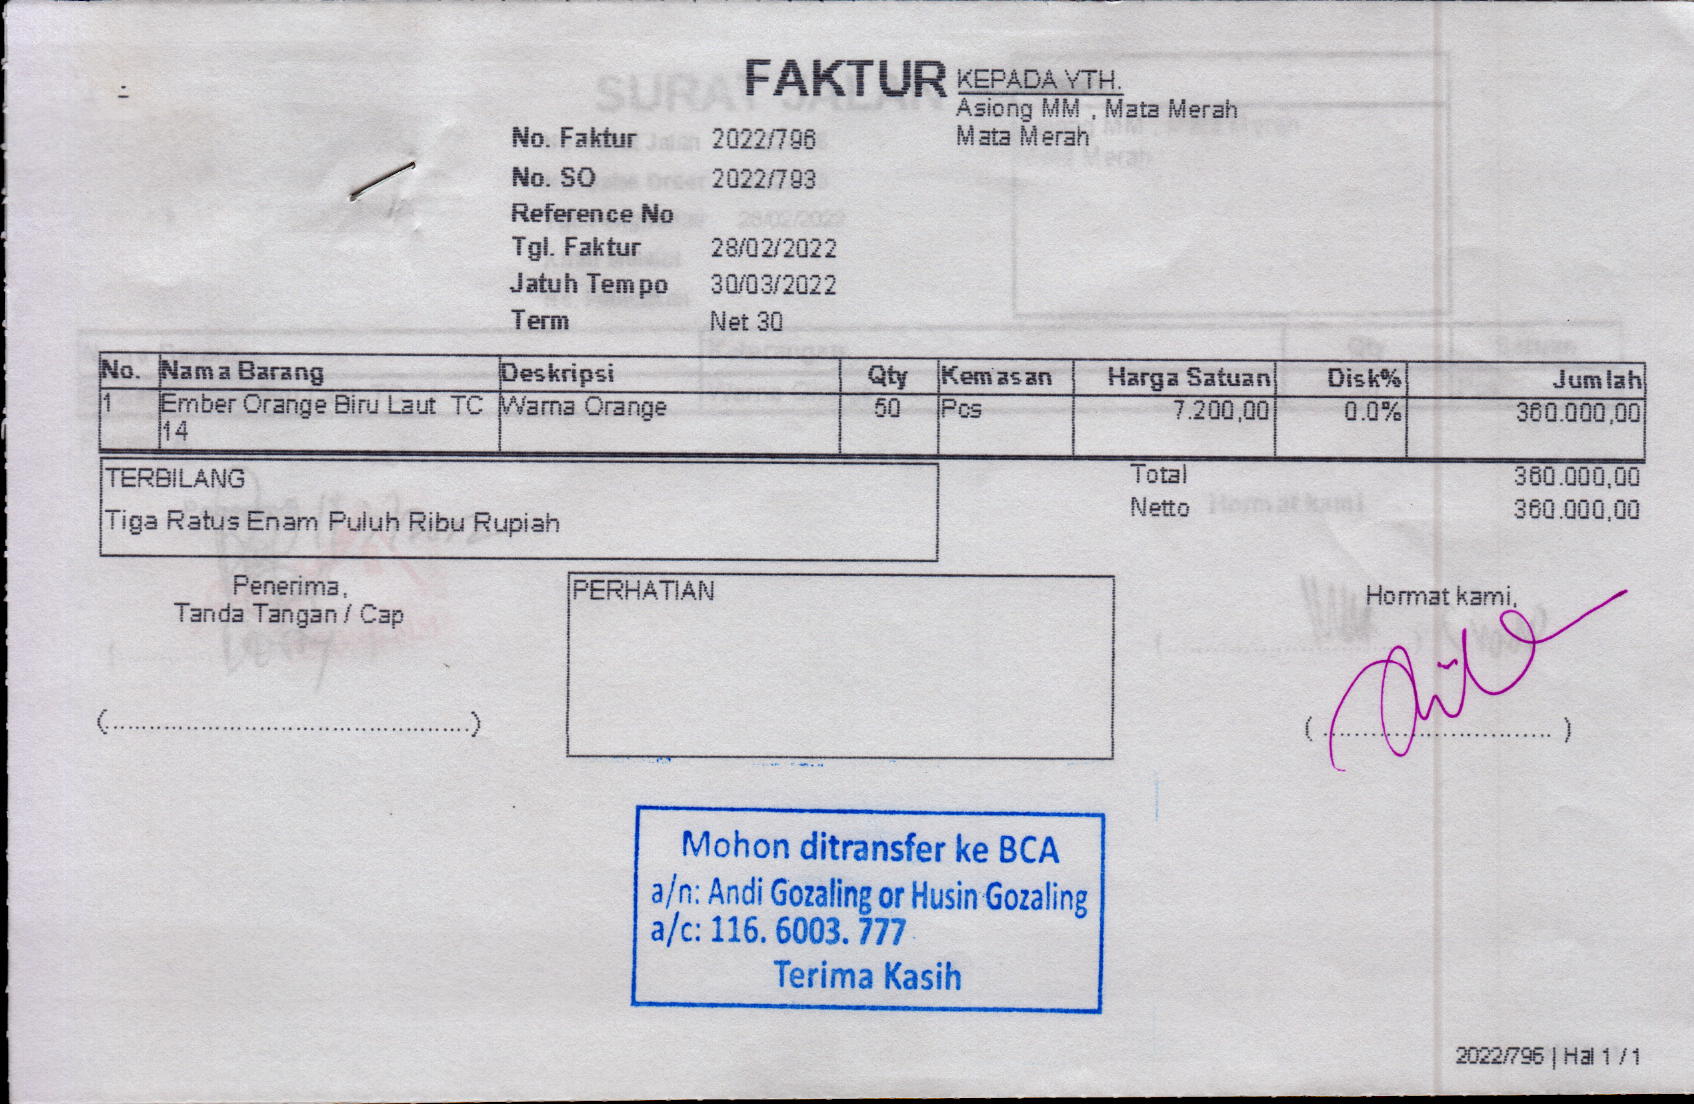 FAKTUR
KEPADA YTH.
Asiong MM , Mata Merah
Mata Merah
No. Faktur 2022/796
No. SO 2022/793
Reference No
Tgl. Faktur 28/02/2022
Jatuh Tempo 30/03/2022
Term Net 30
No. Nama Barang Deskripsi Qty Kemasan Harga Satuan Disk% Jumlah
1 Ember Orange Biru Laut TC Warna Orange 50 Pcs 7.200,00 0.0% 360.000,00
14
TERBILANG
Tiga Ratus Enam Puluh Ribu Rupiah
Total 360.000,00
Netto 360.000,00
Penerima,
Tanda Tangan / Cap
(..............................................)
PERHATIAN
Hormat kami,
(.............................)
Mohon ditransfer ke BCA
a/n: Andi Gozaling or Husin Gozaling
a/c: 116. 6003. 777
Terima Kasih
2022/796 | Hal 1 / 1